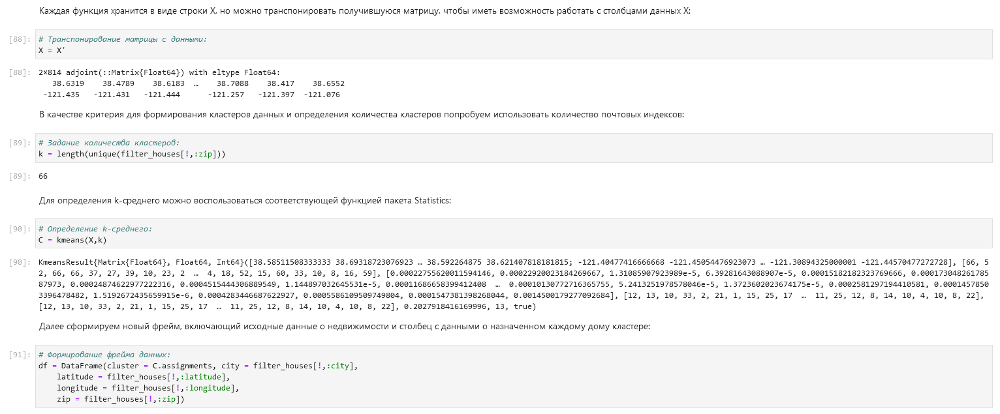 Каждая функция хранится в виде строки X, но можно транспонировать получившуюся матрицу, чтобы иметь возможность работать с столбцами данных X:
[88]: # Транспонирование матрицы с данными:
X = X'
[88]: 2×814 adjoint(::Matrix{Float64}) with eltype Float64:
38.6319 38.4789 38.6183 … 38.7088 38.417 38.6552
-121.435 -121.431 -121.444 -121.257 -121.397 -121.076
В качестве критерия для формирования кластеров данных и определения количества кластеров попробуем использовать количество почтовых индексов:
[89]: # Задание количества кластеров:
k = length(unique(filter_houses[!,:zip]))
[89]: 66
Для определения k-среднего можно воспользоваться соответствующей функцией пакета Statistics:
[90]: # Определение k-среднего:
C = kmeans(X,k)
[90]: KmeansResult{Matrix{Float64}, Float64, Int64}([38.58511508333333 38.69318723076923 … 38.592264875 38.621407818181815; -121.40477416666668 -121.45054476923073 … -121.30894325000001 -121.44570477272728], [66, 5
2, 66, 66, 37, 27, 39, 10, 23, 2 … 4, 18, 52, 15, 60, 33, 10, 8, 16, 59], [0.00022755620011594146, 0.00022920023184269667, 1.31085907923989e-5, 6.39281643088907e-5, 0.00015182182323769666, 0.000173048261785
87973, 0.00024874622977222316, 0.0004515444306889549, 1.144897032645531e-5, 0.00011686658399412408 … 0.00010130772716365755, 5.2413251978578046e-5, 1.3723602023674175e-5, 0.0002581297194410581, 0.0001457850
3396478482, 1.5192672435659915e-6, 0.0004283446687622927, 0.0005586109509749804, 0.0001547381398268044, 0.0001450017927​7092684], [12, 13, 10, 33, 2, 21, 1, 15, 25, 17 … 11, 25, 12, 8, 14, 10, 4, 10, 8, 22],
[12, 13, 10, 33, 2, 21, 1, 15, 25, 17 … 11, 25, 12, 8, 14, 10, 4, 10, 8, 22], 0.2027918416169996, 13, true)
Далее сформируем новый фрейм, включающий исходные данные о недвижимости и столбец с данными о назначенном каждому дому кластере:
[91]: # Формирование фрейма данных:
df = DataFrame(cluster = C.assignments, city = filter_houses[!,:city],
latitude = filter_houses[!,:latitude],
longitude = filter_houses[!,:longitude],
zip = filter_houses[!,:zip])